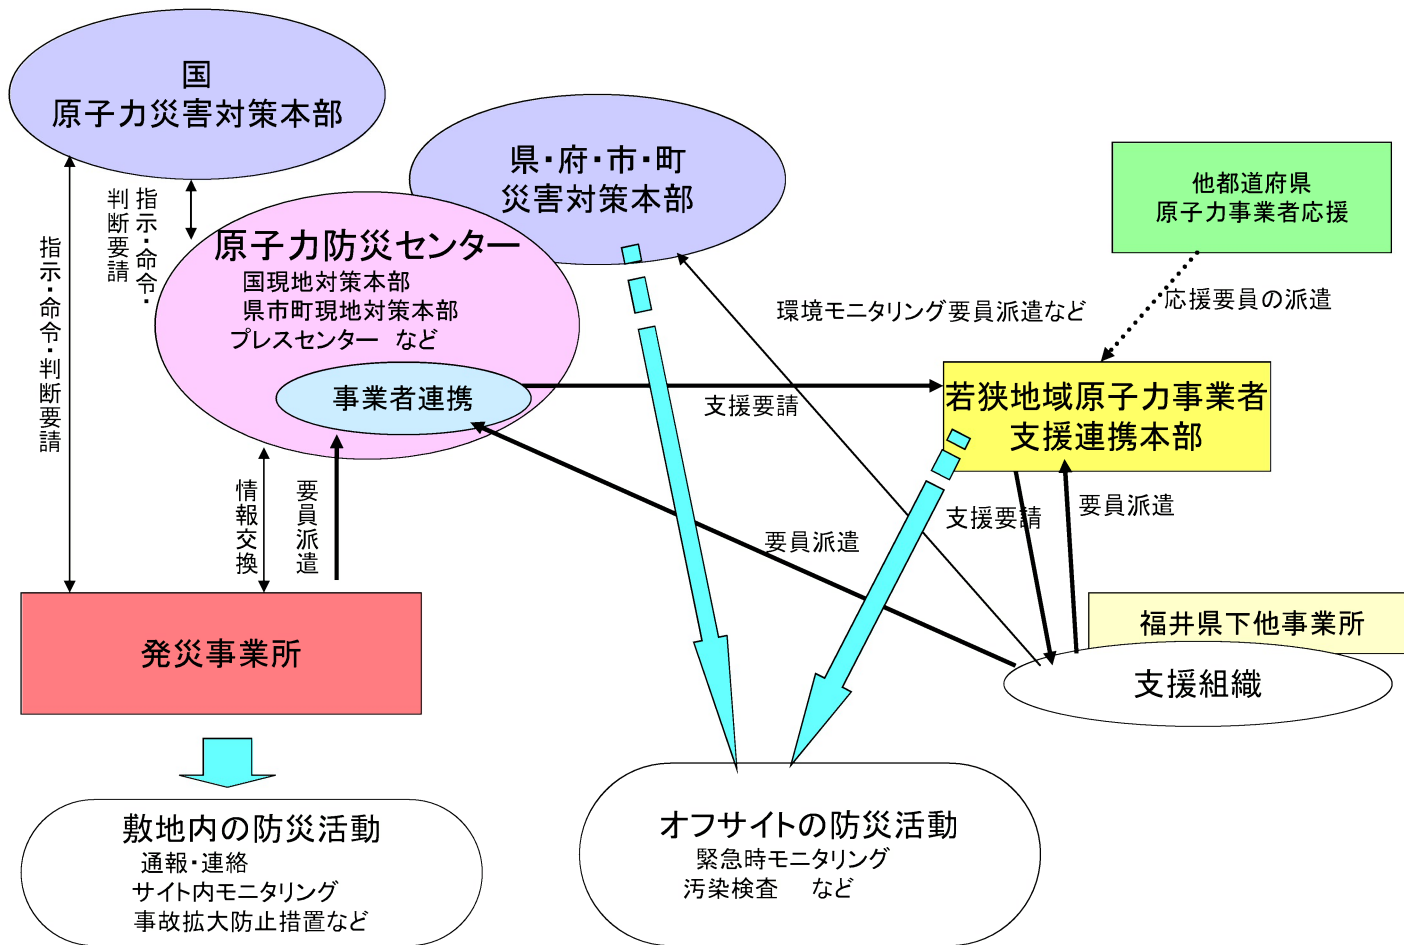 国
原子力災害対策本部
県・府・市・町
災害対策本部
他都道府県
原子力事業者応援
指示・命令・
判断要請
指示・命令・判断要請
原子力防災センター
国現地対策本部
県市町現地対策本部
プレスセンター など
事業者連携
環境モニタリング要員派遣など
応援要員の派遣
支援要請
若狭地域原子力事業者
支援連携本部
情報交換
要員派遣
要員派遣
支援要請
要員派遣
発災事業所
福井県下他事業所
支援組織
敷地内の防災活動
通報・連絡
サイト内モニタリング
事故拡大防止措置など
オフサイトの防災活動
緊急時モニタリング
汚染検査 など